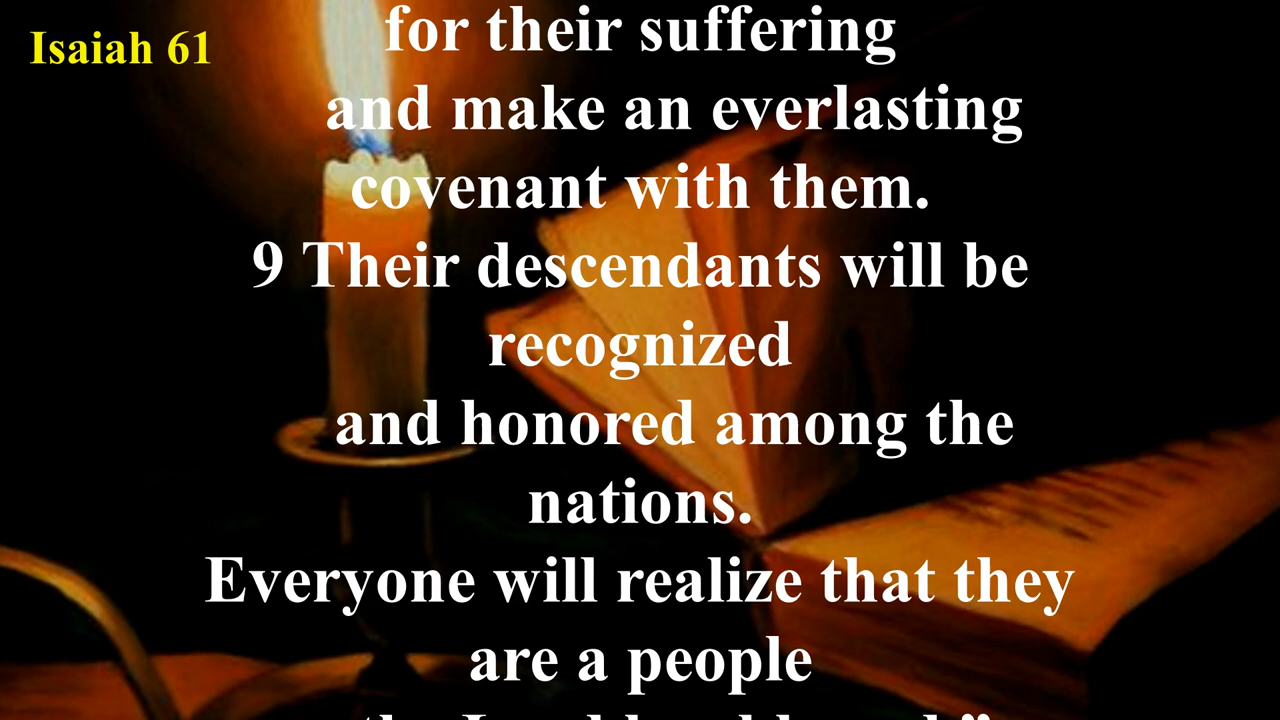 Isaiah 61
for their suffering
and make an everlasting
covenant with them.
9 Their descendants will be
recognized
and honored among the
nations.
Everyone will realize that they
are a people